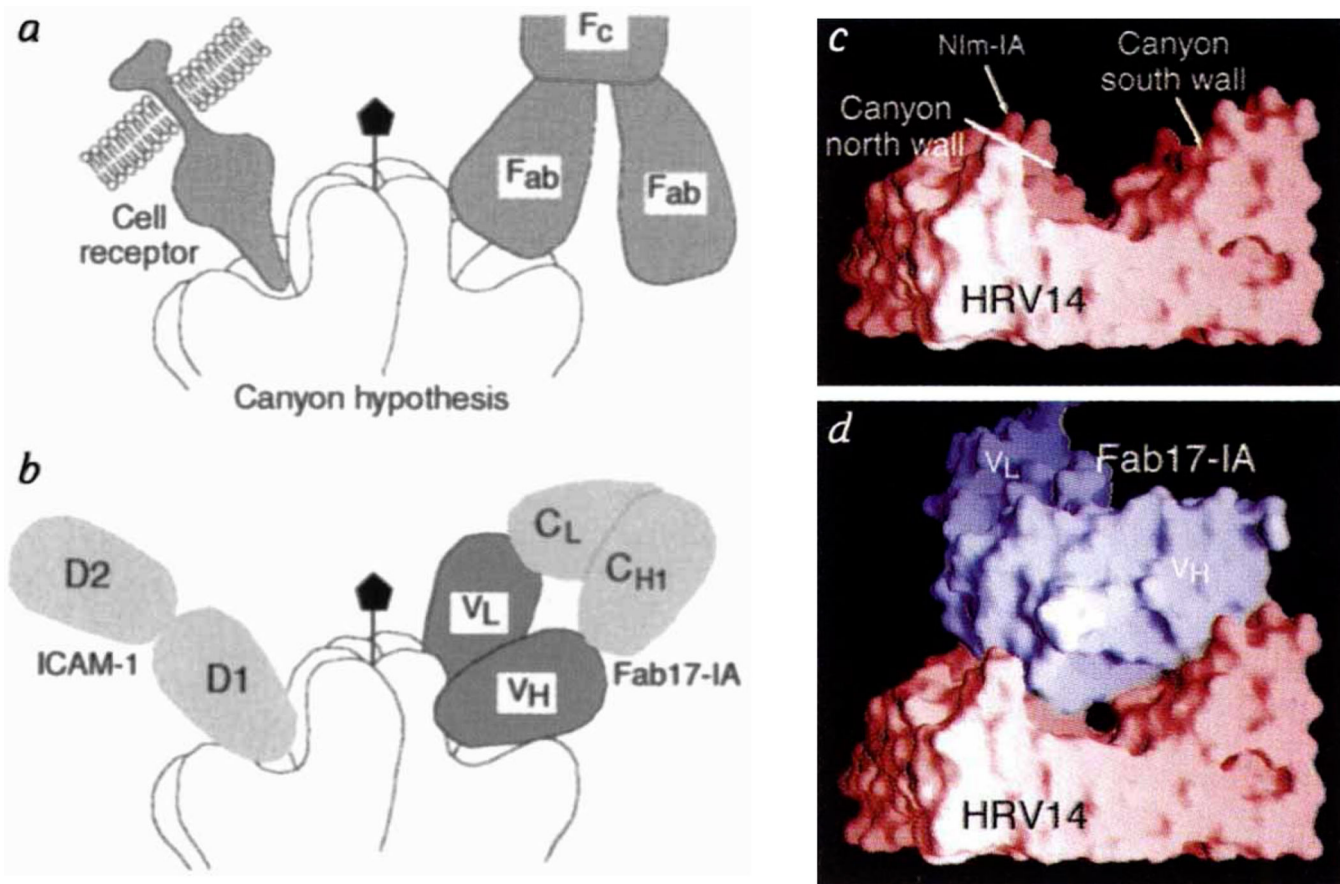 a
Fc
Fab
Fab
Cell
receptor
Canyon hypothesis
b
D2
ICAM-1
D1
CL
CH1
VL
VH
Fab17-IA
c
NIm-IA
Canyon
south wall
Canyon
north wall
HRV14
d
VL
Fab17-IA
VH
HRV14